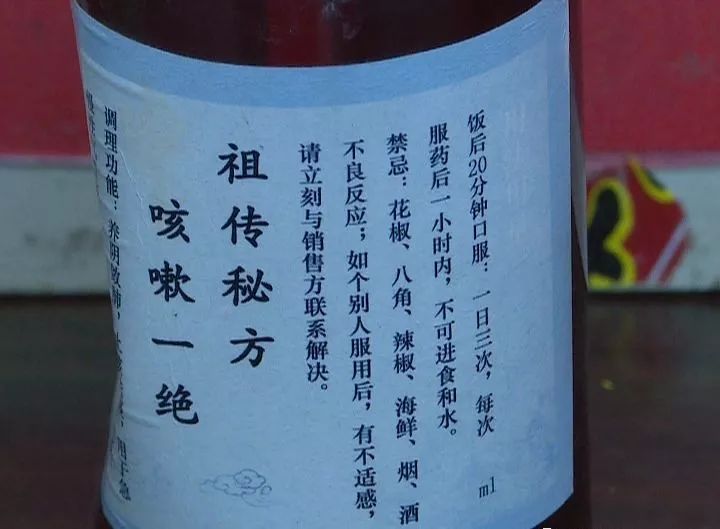 饭后20分钟口服：一日三次，每次 ml
服药后一小时内，不可进食和水。
禁忌：花椒、八角、辣椒、海鲜、烟、酒
不良反应；如个别人服用后，有不适感，
请立刻与销售方联系解决。
祖传秘方
咳嗽一绝
调理功能：养阴
用于急